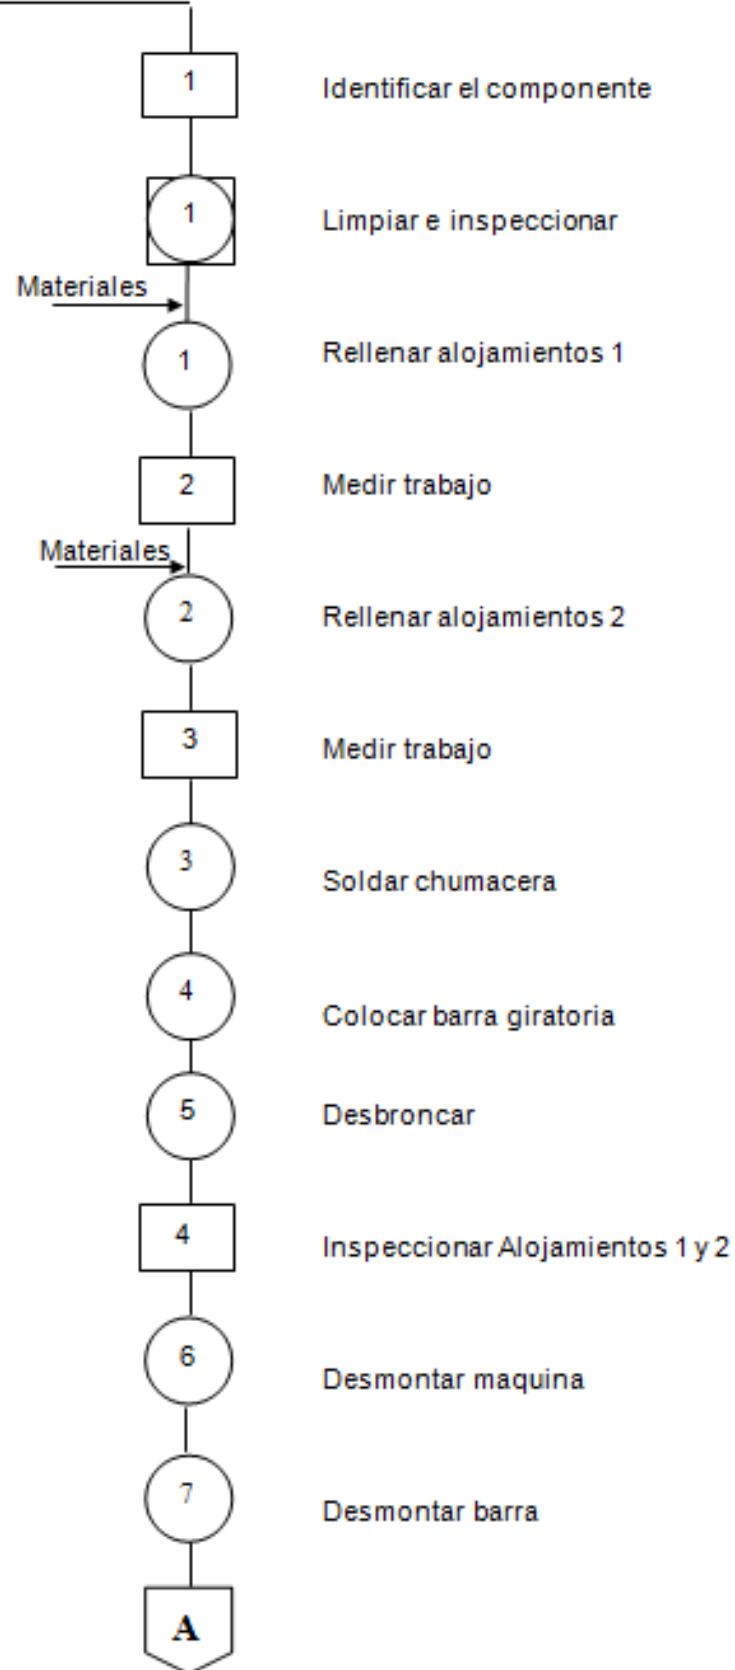 1 Identificar el componente
1 Limpiar e inspeccionar
Materiales
1 Rellenar alojamientos 1
2 Medir trabajo
Materiales
2 Rellenar alojamientos 2
3 Medir trabajo
3 Soldar chumacera
4 Colocar barra giratoria
5 Desbroncar
4 Inspeccionar Alojamientos 1 y 2
6 Desmontar maquina
7 Desmontar barra
A